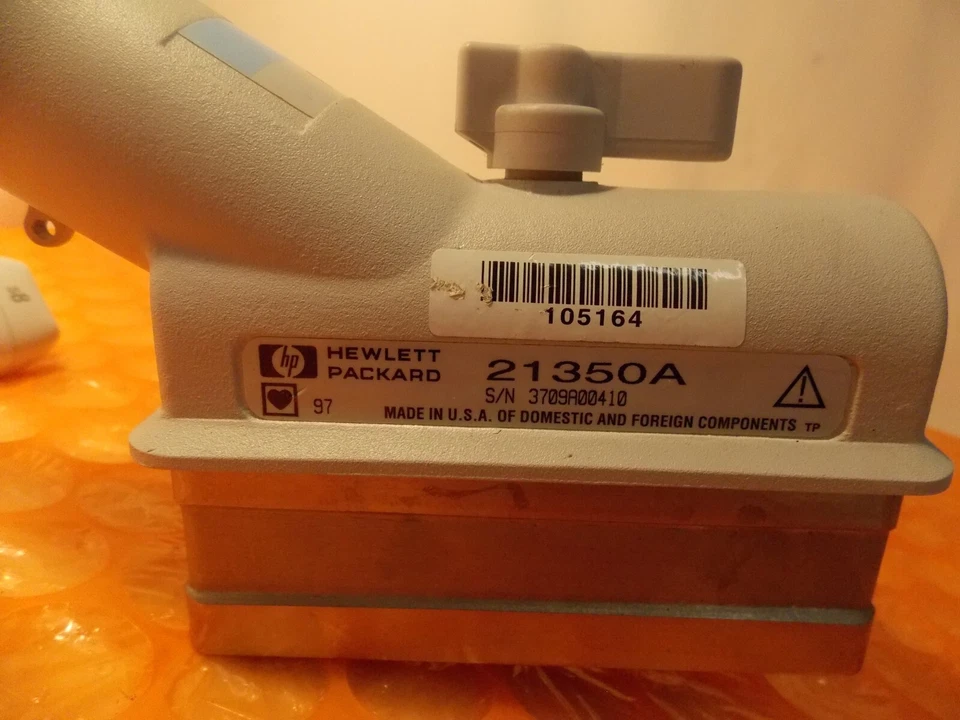 105164
hp HEWLETT
PACKARD
21350A
S/N 3709A00410
97
MADE IN U.S.A. OF DOMESTIC AND FOREIGN COMPONENTS TP